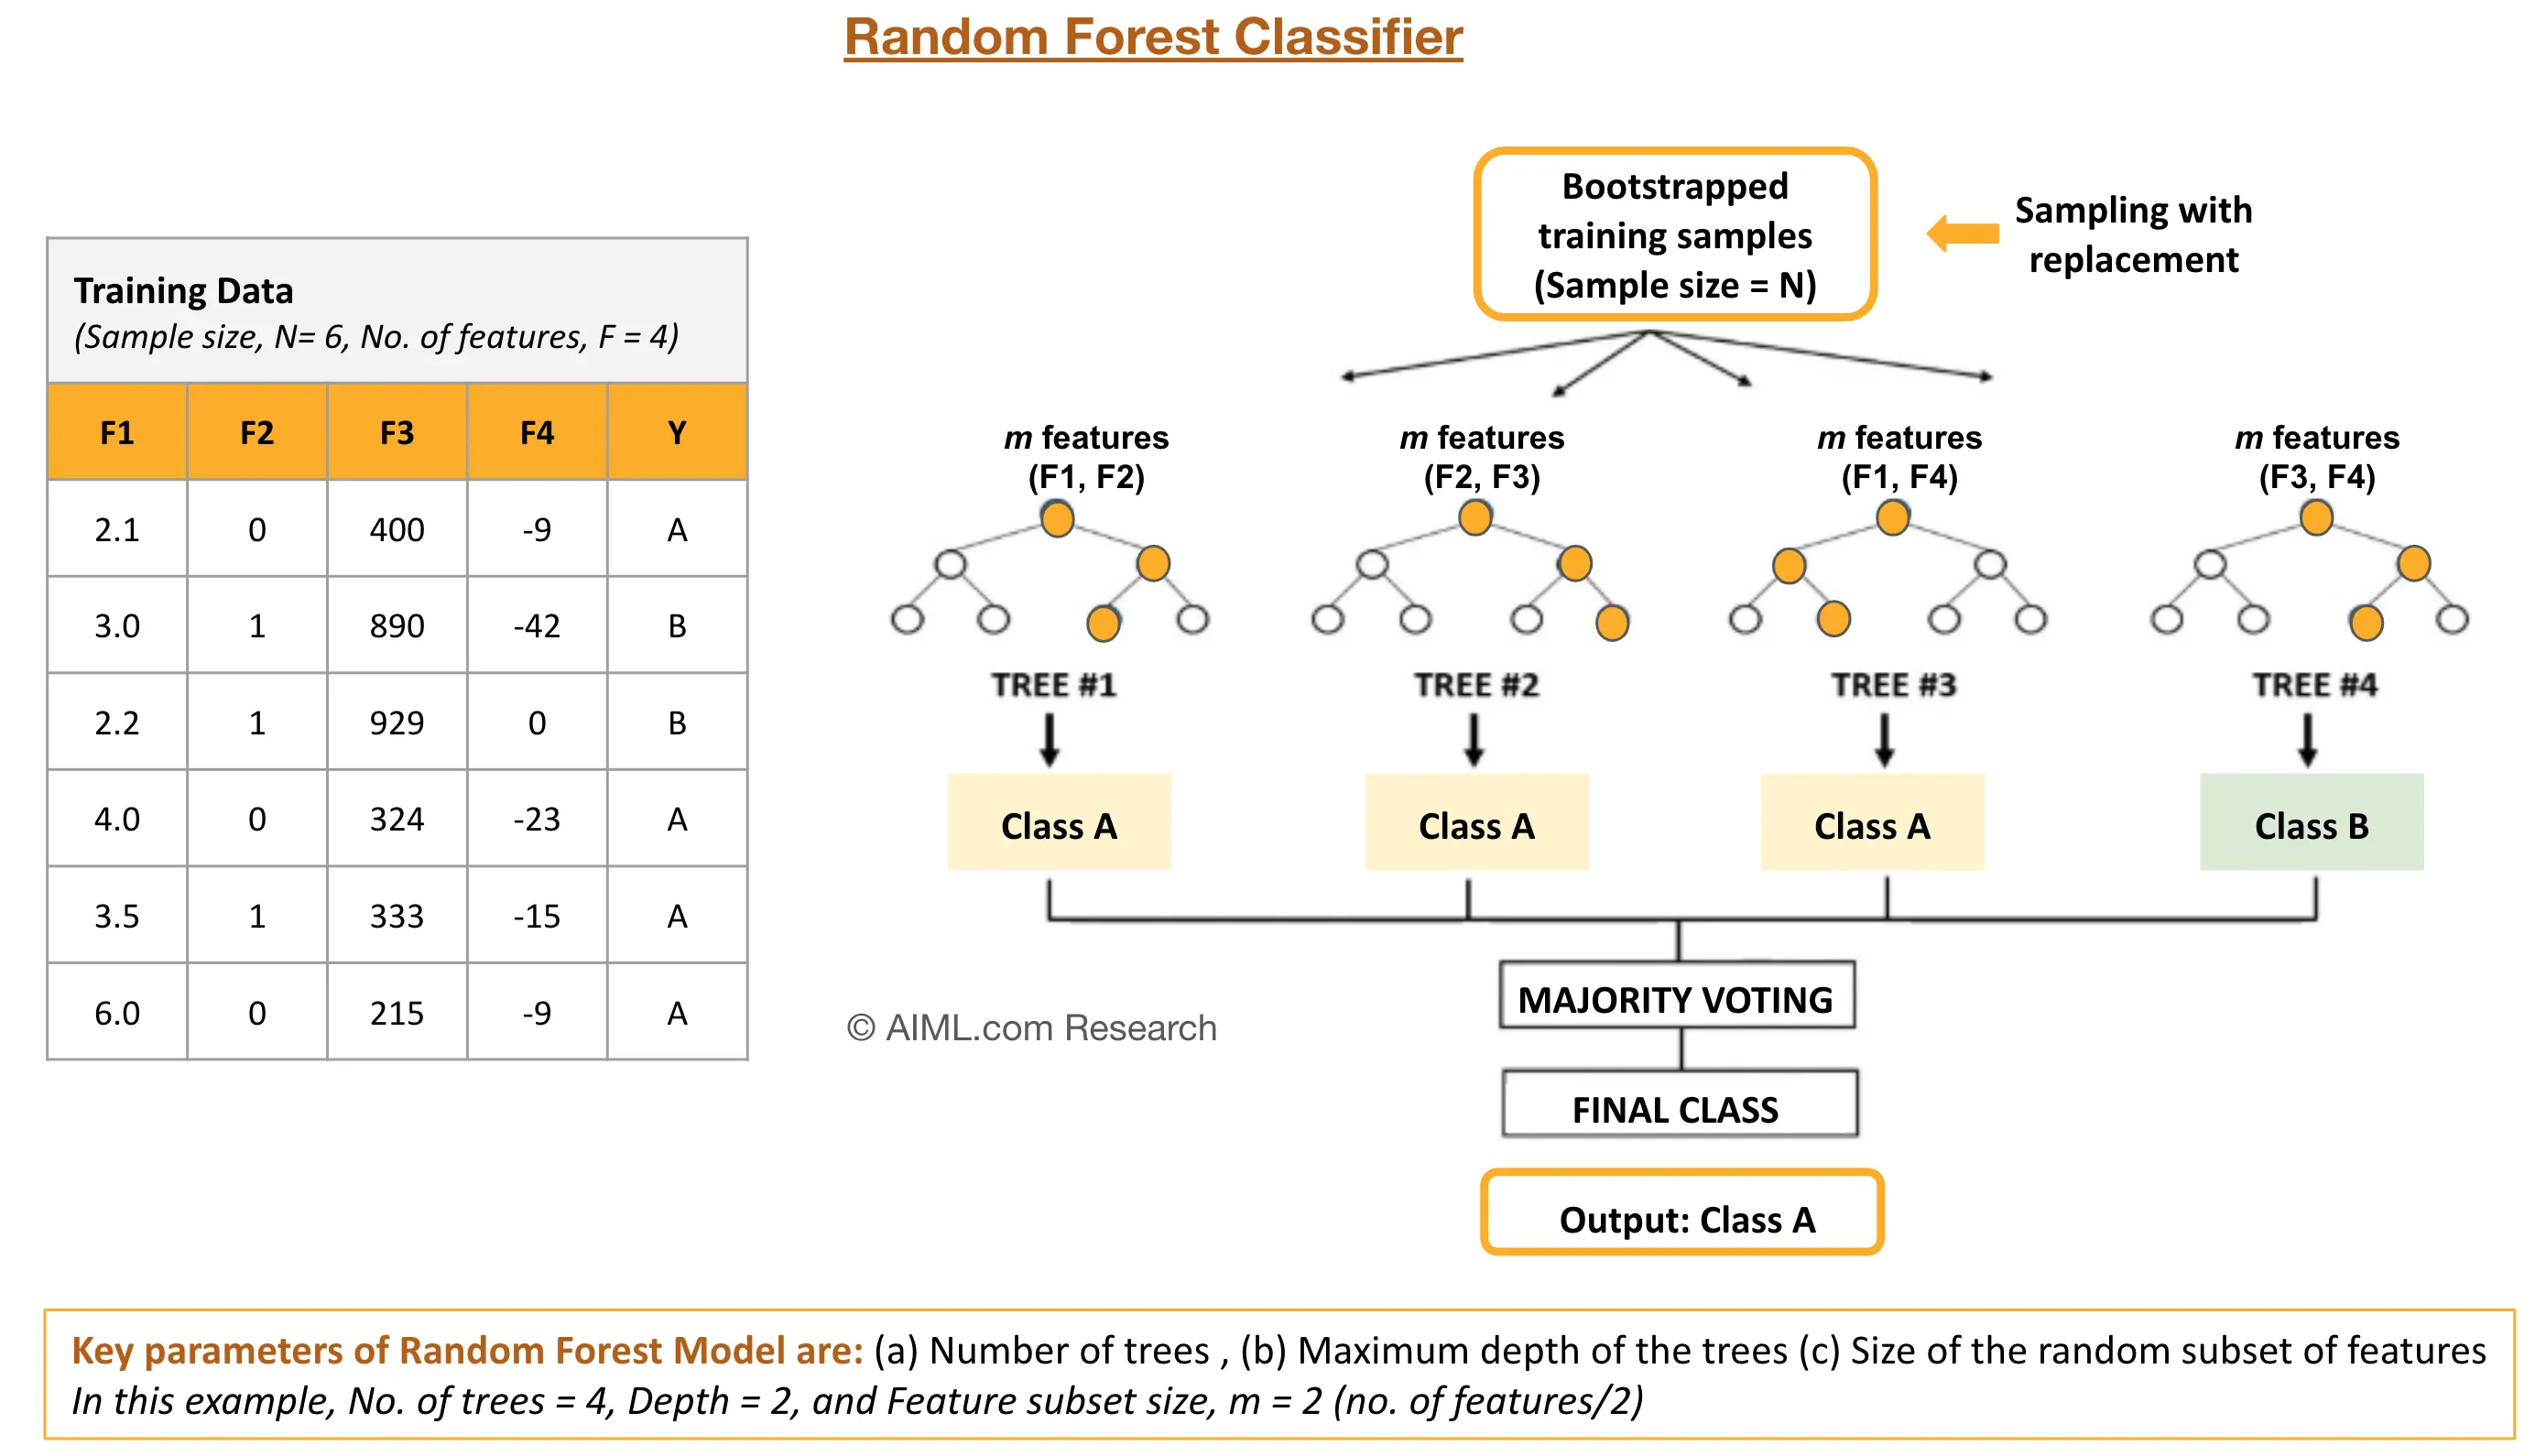 Random Forest Classifier
Training Data
(Sample size, N= 6, No. of features, F = 4)
F1 F2 F3 F4 Y
2.1 0 400 -9 A
3.0 1 890 -42 B
2.2 1 929 0 B
4.0 0 324 -23 A
3.5 1 333 -15 A
6.0 0 215 -9 A
Bootstrapped
training samples
(Sample size = N)
Sampling with
replacement
m features
(F1, F2)
m features
(F2, F3)
m features
(F1, F4)
m features
(F3, F4)
TREE #1
TREE #2
TREE #3
TREE #4
Class A
Class A
Class A
Class B
MAJORITY VOTING
© AIML.com Research
FINAL CLASS
Output: Class A
Key parameters of Random Forest Model are: (a) Number of trees , (b) Maximum depth of the trees (c) Size of the random subset of features
In this example, No. of trees = 4, Depth = 2, and Feature subset size, m = 2 (no. of features/2)